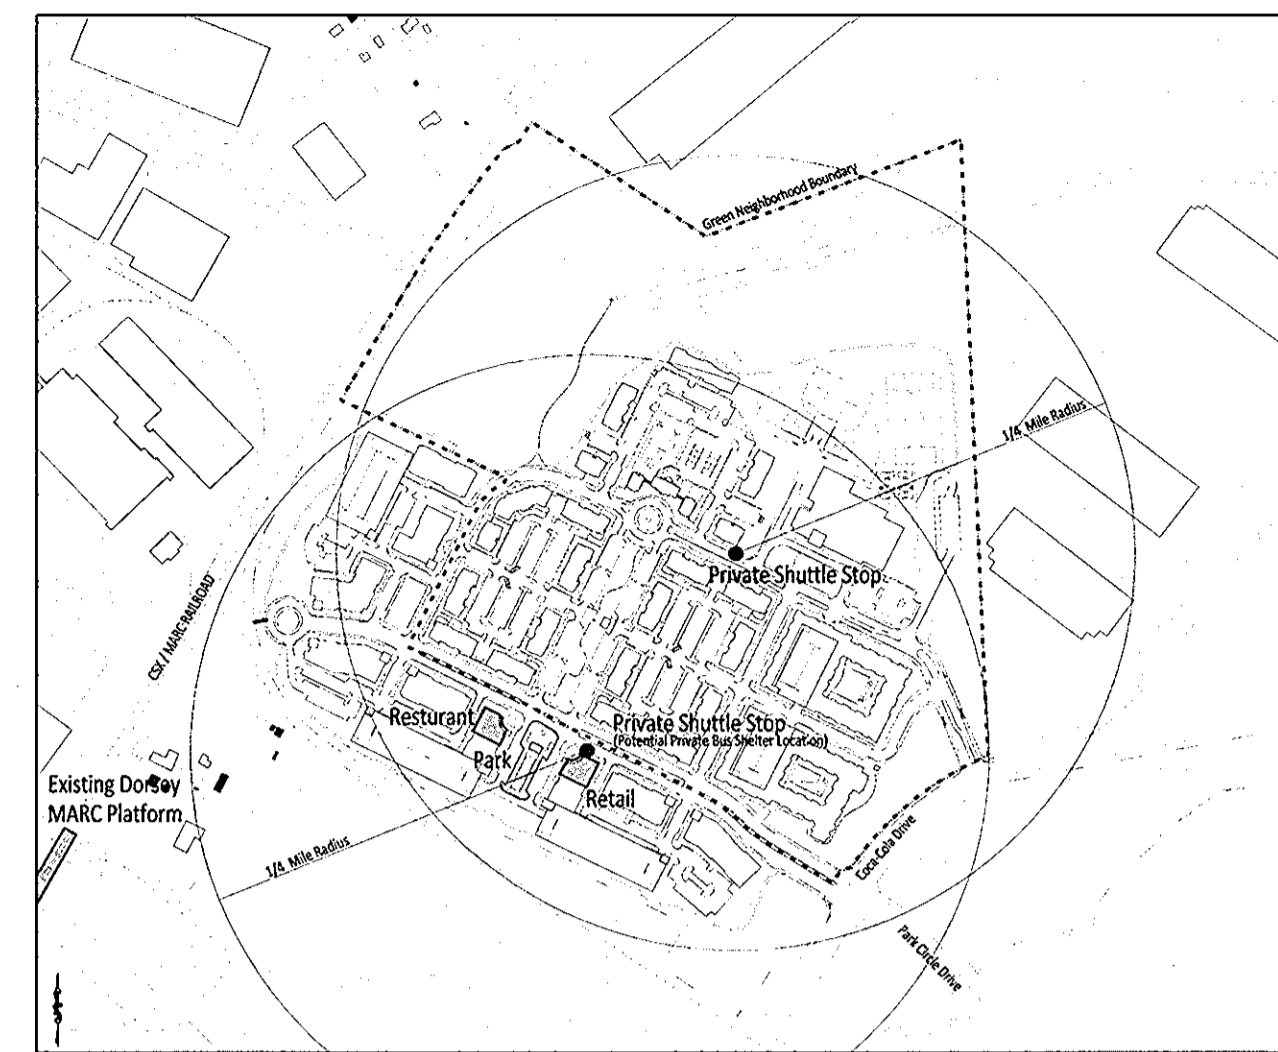 Green Neighborhood Boundary
1/4 Mile Radius
Private Shuttle Stop
CSX / MARC RAILROAD
Resturant
Private Shuttle Stop
(Potential Private Bus Shelter Location)
Park
Retail
Existing Dorsey
MARC Platform
1/4 Mile Radius
Coca-Cola Drive
Park Circle Drive